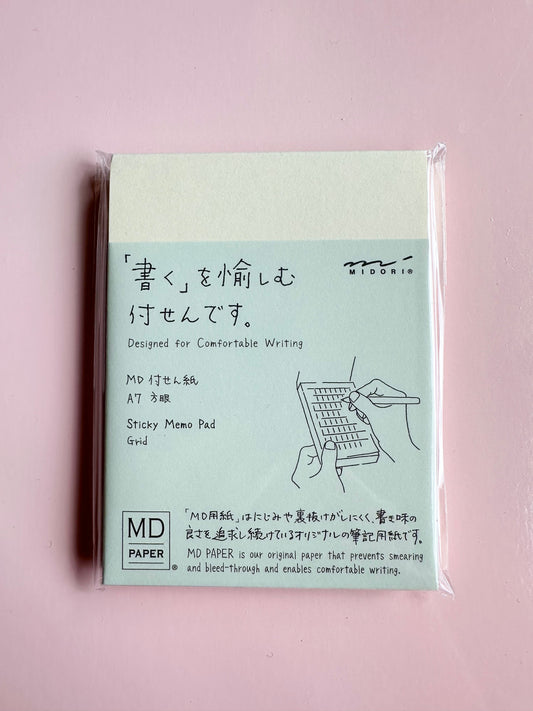 「書く」を愉しむ
MIDORI®
付せんです。
Designed for Comfortable Writing
MD 付せん紙
A7 方眼
Sticky Memo Pad
Grid
「MD用紙」はにじみや裏抜けがしにくく、書き味の
良さを追求し続けているオリジナルの筆記用紙です。
MD PAPER is our original paper that prevents smearing
and bleed-through and enables comfortable writing.
MD
PAPER®